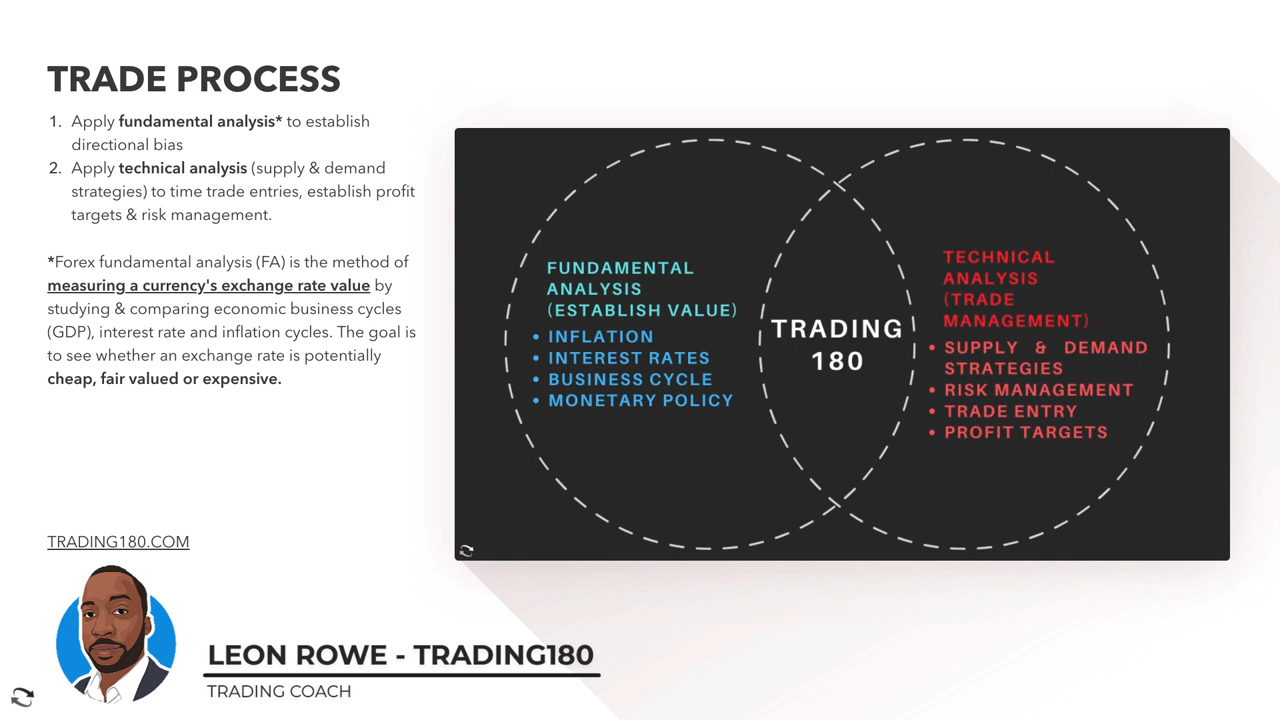 TRADE PROCESS
1. Apply fundamental analysis* to establish
directional bias
2. Apply technical analysis (supply & demand
strategies) to time trade entries, establish profit
targets & risk management.
*Forex fundamental analysis (FA) is the method of
measuring a currency's exchange rate value by
studying & comparing economic business cycles
(GDP), interest rate and inflation cycles. The goal is
to see whether an exchange rate is potentially
cheap, fair valued or expensive.
FUNDAMENTAL
ANALYSIS
(ESTABLISH VALUE)
• INFLATION
• INTEREST RATES
• BUSINESS CYCLE
• MONETARY POLICY
TRADING
180
TECHNICAL
ANALYSIS
(TRADE
MANAGEMENT)
• SUPPLY & DEMAND
STRATEGIES
• RISK MANAGEMENT
• TRADE ENTRY
• PROFIT TARGETS
TRADING180.COM
LEON ROWE - TRADING180
TRADING COACH